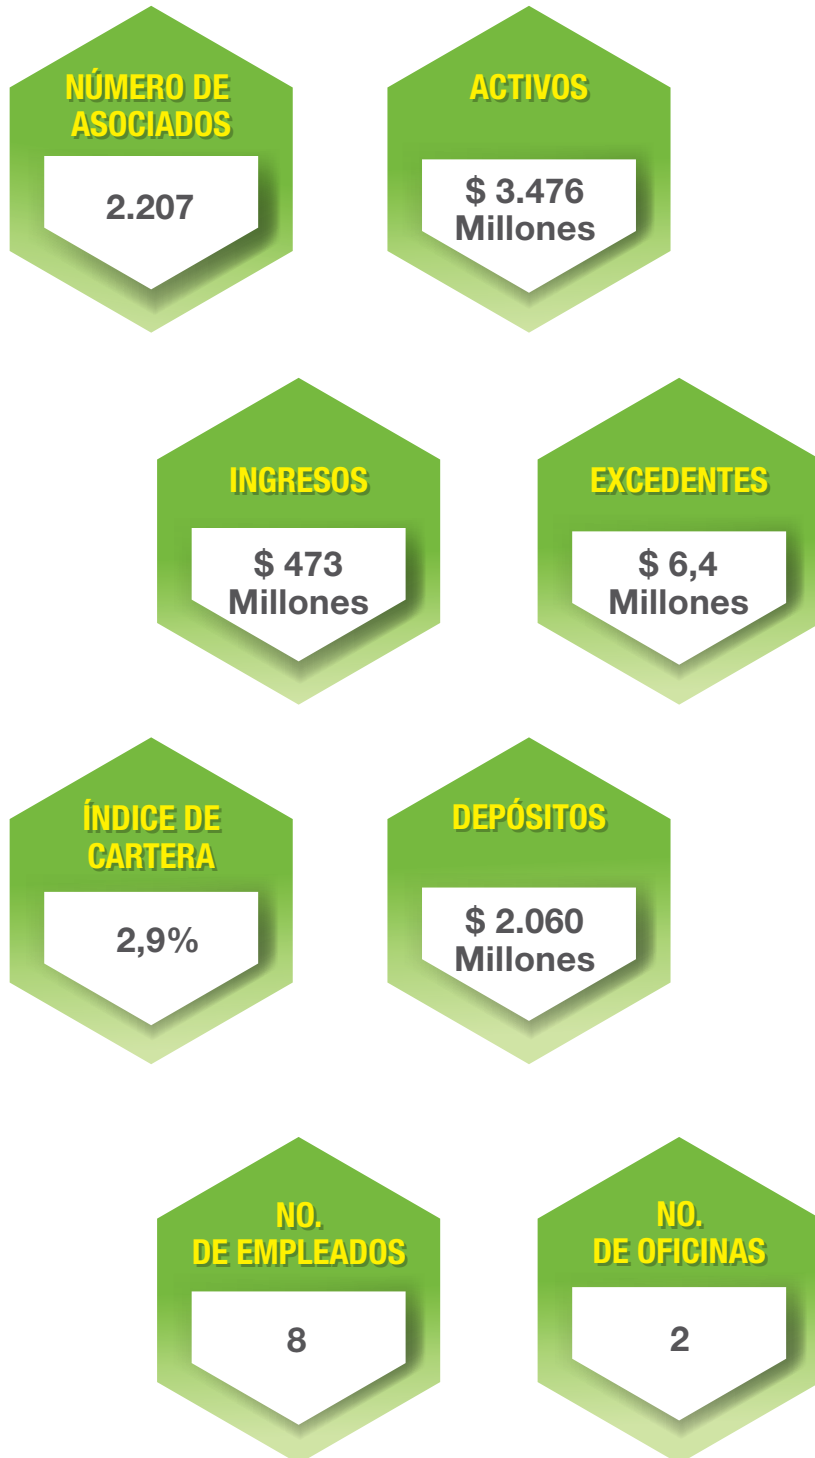 NÚMERO DE
ASOCIADOS
2.207
ACTIVOS
$ 3.476
Millones
INGRESOS
$ 473
Millones
EXCEDENTES
$ 6,4
Millones
ÍNDICE DE
CARTERA
2,9%
DEPÓSITOS
$ 2.060
Millones
NO.
DE EMPLEADOS
8
NO.
DE OFICINAS
2